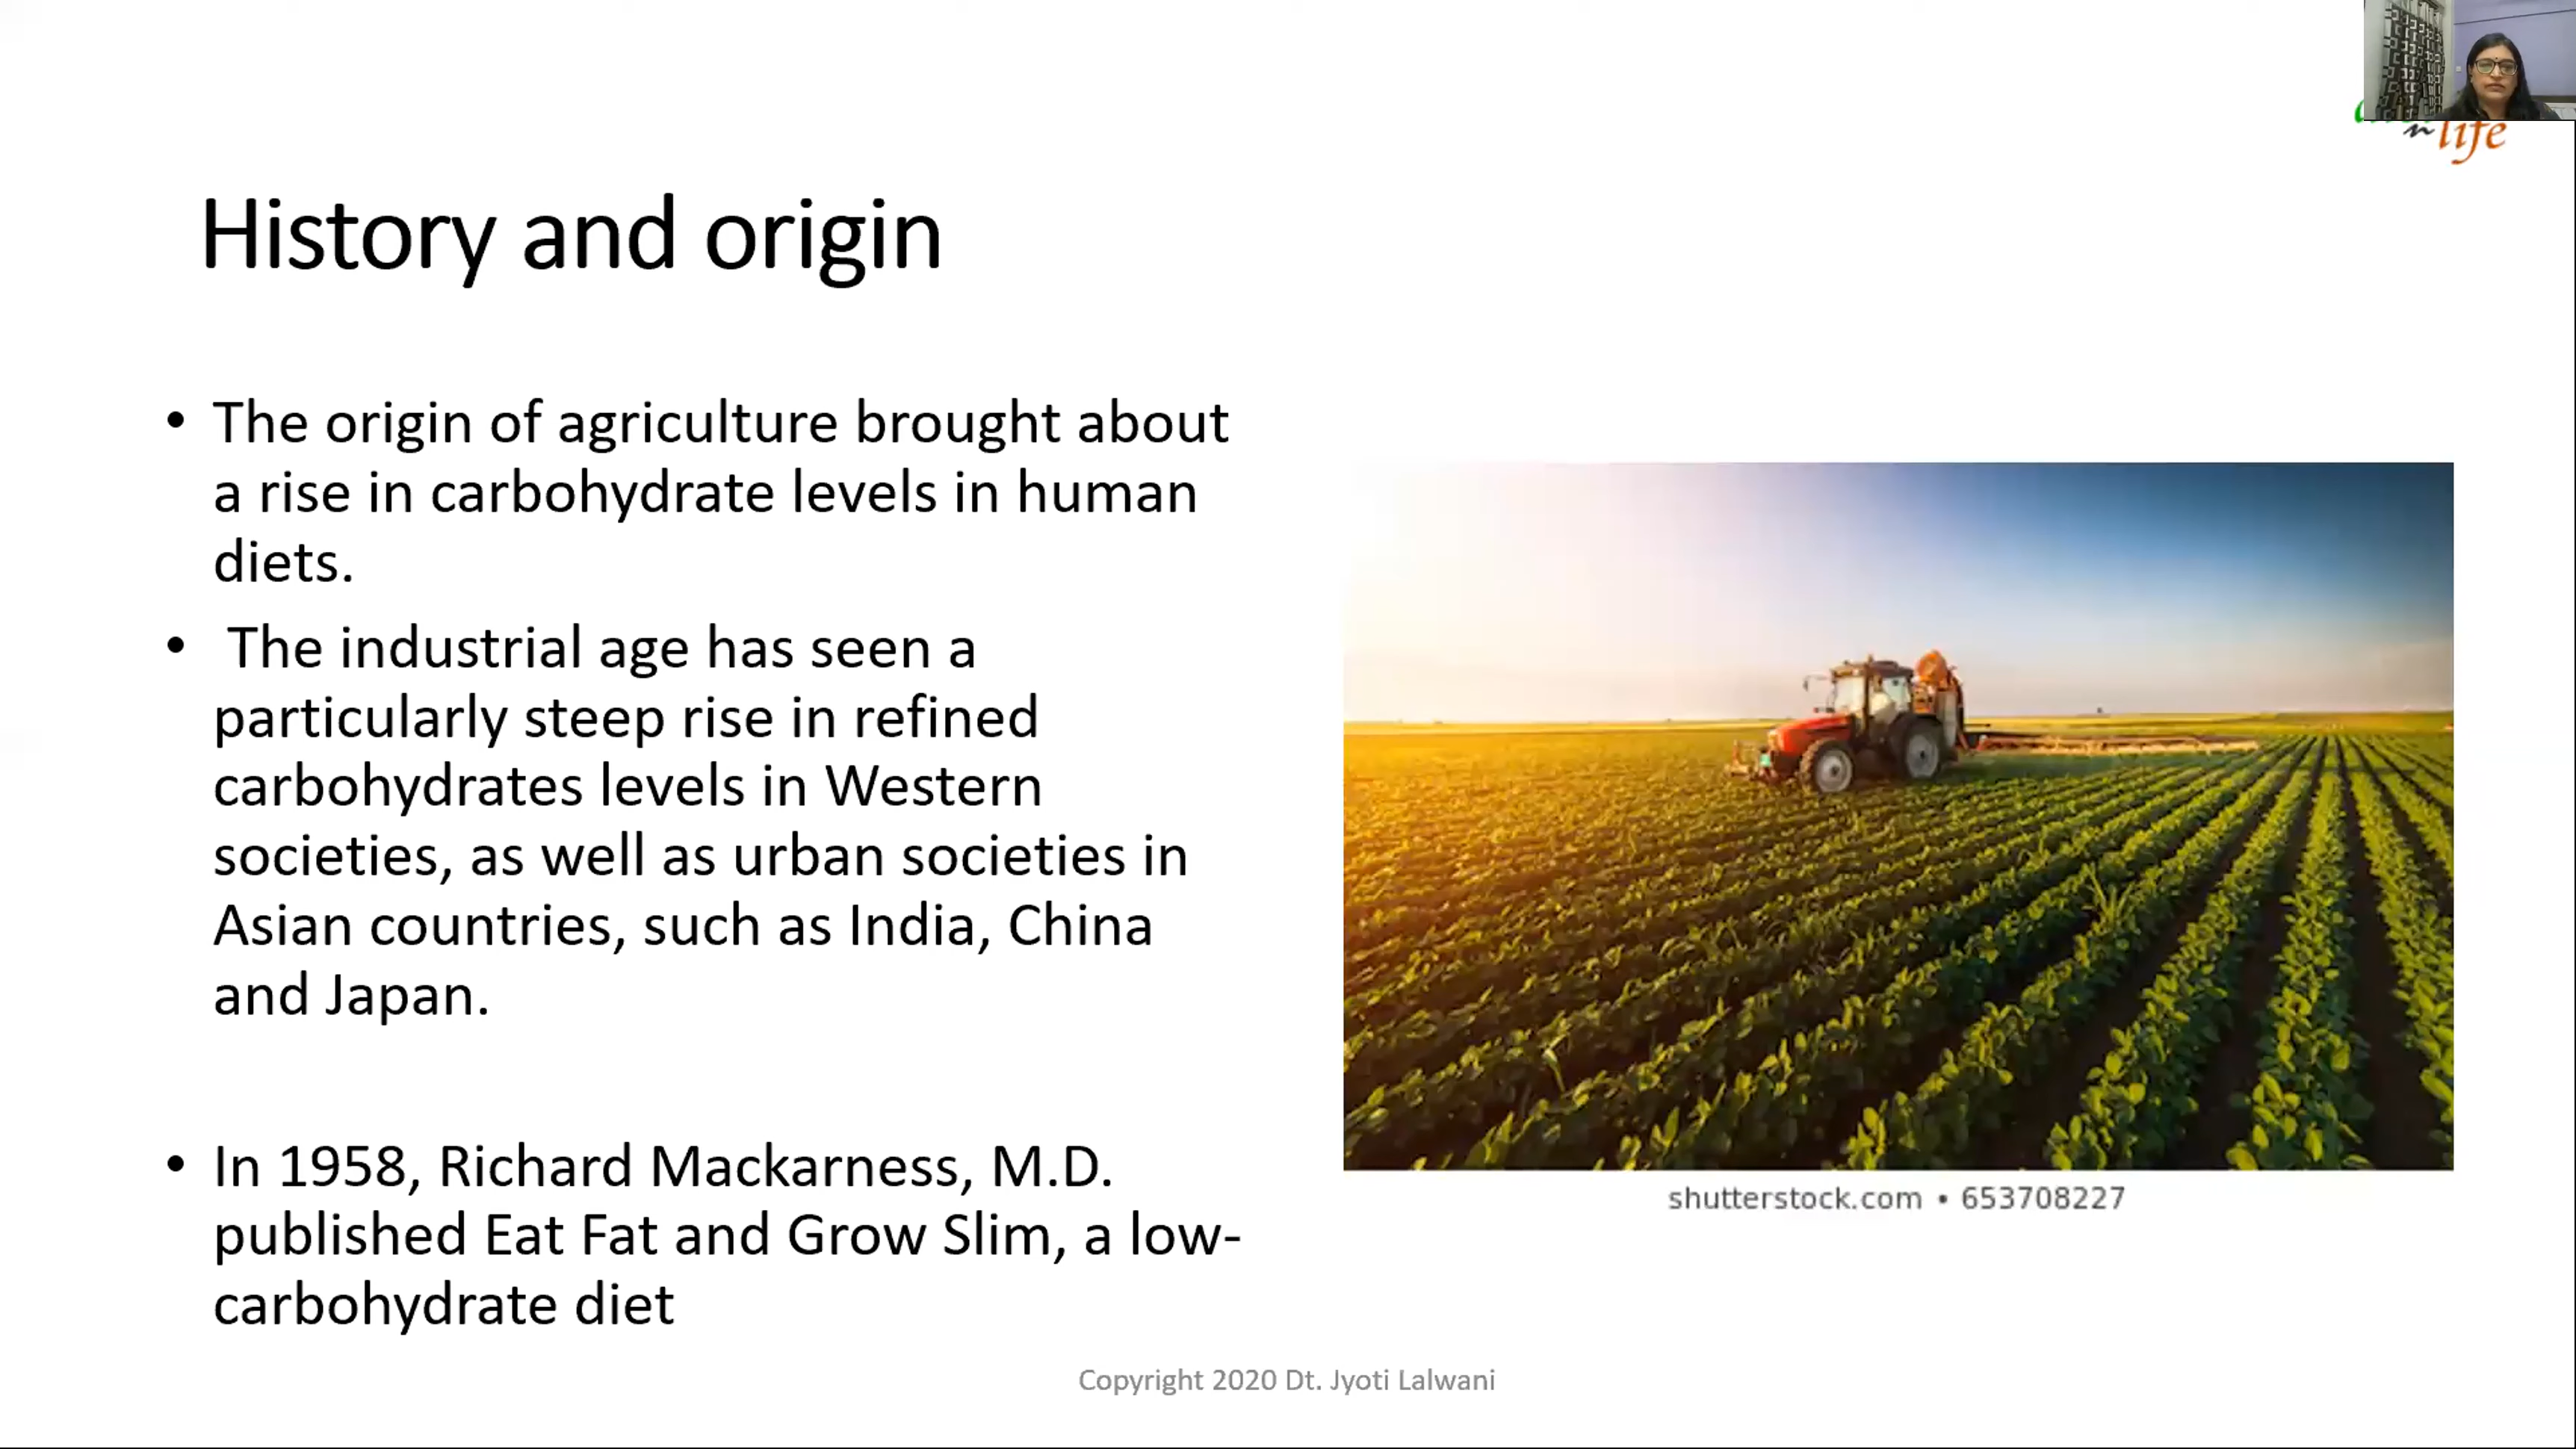 n life
History and origin
• The origin of agriculture brought about
a rise in carbohydrate levels in human
diets.
• The industrial age has seen a
particularly steep rise in refined
carbohydrates levels in Western
societies, as well as urban societies in
Asian countries, such as India, China
and Japan.
• In 1958, Richard Mackarness, M.D.
published Eat Fat and Grow Slim, a low-
carbohydrate diet
shutterstock.com • 653708227
Copyright 2020 Dt. Jyoti Lalwani